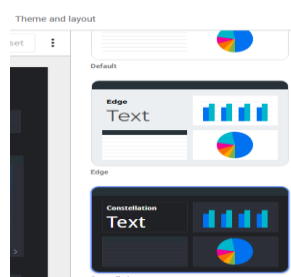 Theme and layout
set
Default
Edge
Text
Edge
Constellation
Text